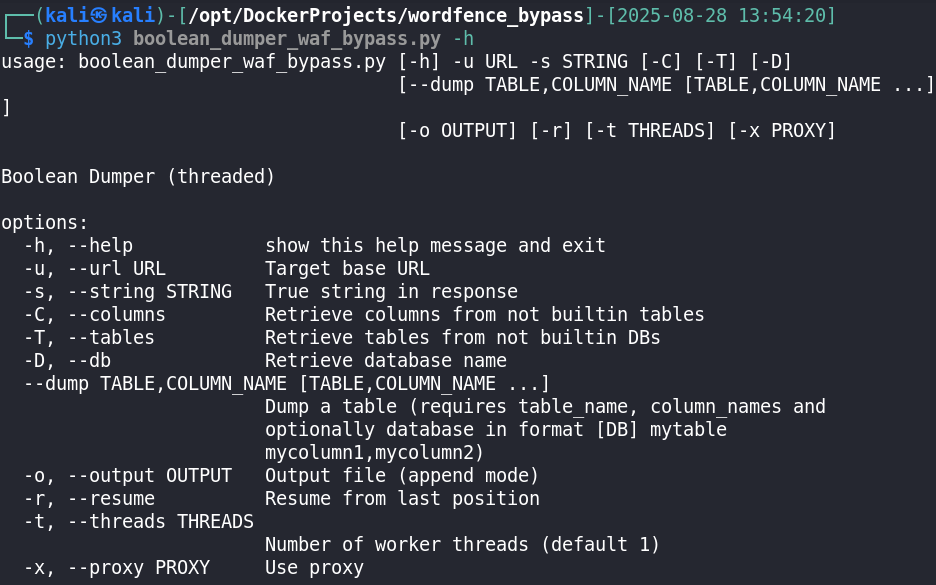 ┌──(kali㉿kali)-[/opt/DockerProjects/wordfence_bypass]-[2025-08-28 13:54:20]
└─$ python3 boolean_dumper_waf_bypass.py -h
usage: boolean_dumper_waf_bypass.py [-h] -u URL -s STRING [-C] [-T] [-D]
[--dump TABLE,COLUMN_NAME [TABLE,COLUMN_NAME ...]
]
[-o OUTPUT] [-r] [-t THREADS] [-x PROXY]
Boolean Dumper (threaded)
options:
-h, --help show this help message and exit
-u, --url URL Target base URL
-s, --string STRING True string in response
-C, --columns Retrieve columns from not builtin tables
-T, --tables Retrieve tables from not builtin DBs
-D, --db Retrieve database name
--dump TABLE,COLUMN_NAME [TABLE,COLUMN_NAME ...]
Dump a table (requires table_name, column_names and
optionally database in format [DB] mytable
mycolumn1,mycolumn2)
-o, --output OUTPUT Output file (append mode)
-r, --resume Resume from last position
-t, --threads THREADS
Number of worker threads (default 1)
-x, --proxy PROXY Use proxy